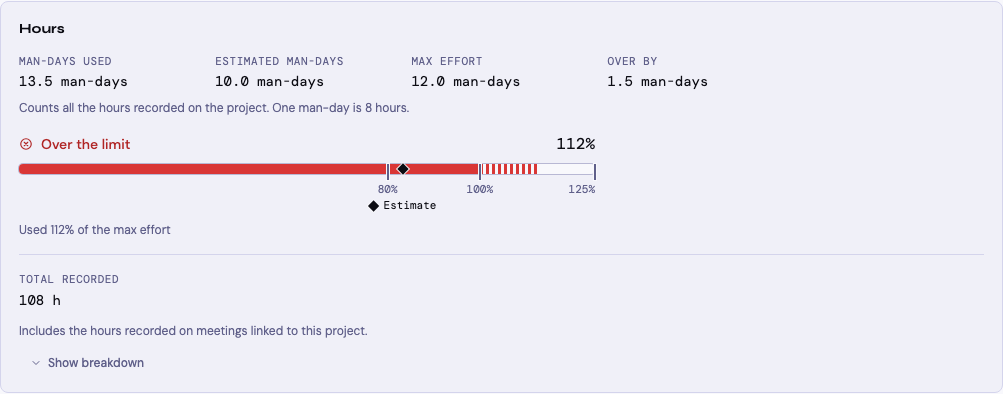 Hours
MAN-DAYS USED ESTIMATED MAN-DAYS MAX EFFORT OVER BY
13.5 man-days 10.0 man-days 12.0 man-days 1.5 man-days
Counts all the hours recorded on the project. One man-day is 8 hours.
Over the limit 112%
80% 100% 125%
Estimate
Used 112% of the max effort
TOTAL RECORDED
108 h
Includes the hours recorded on meetings linked to this project.
Show breakdown